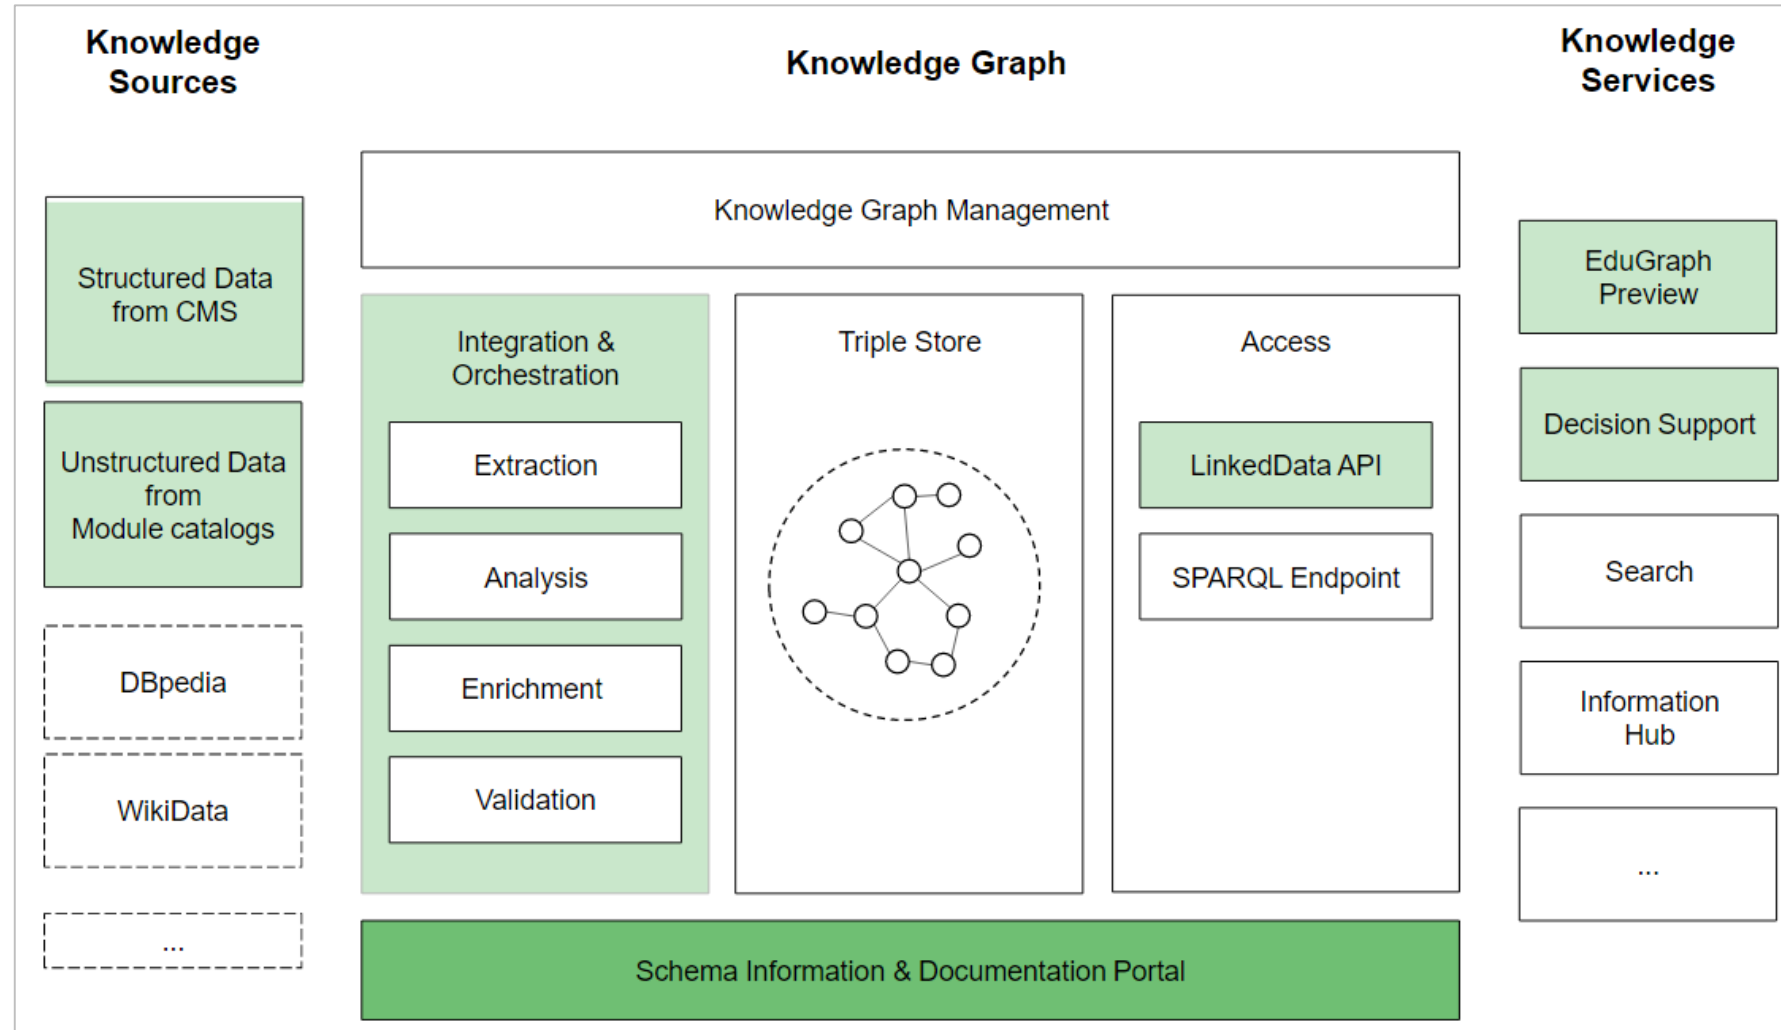 Knowledge
Sources
Knowledge Graph
Knowledge
Services
Structured Data
from CMS
Unstructured Data
from
Module catalogs
DBpedia
WikiData
...
Knowledge Graph Management
Integration &
Orchestration
Extraction
Analysis
Enrichment
Validation
Triple Store
Access
LinkedData API
SPARQL Endpoint
Schema Information & Documentation Portal
EduGraph
Preview
Decision Support
Search
Information
Hub
...